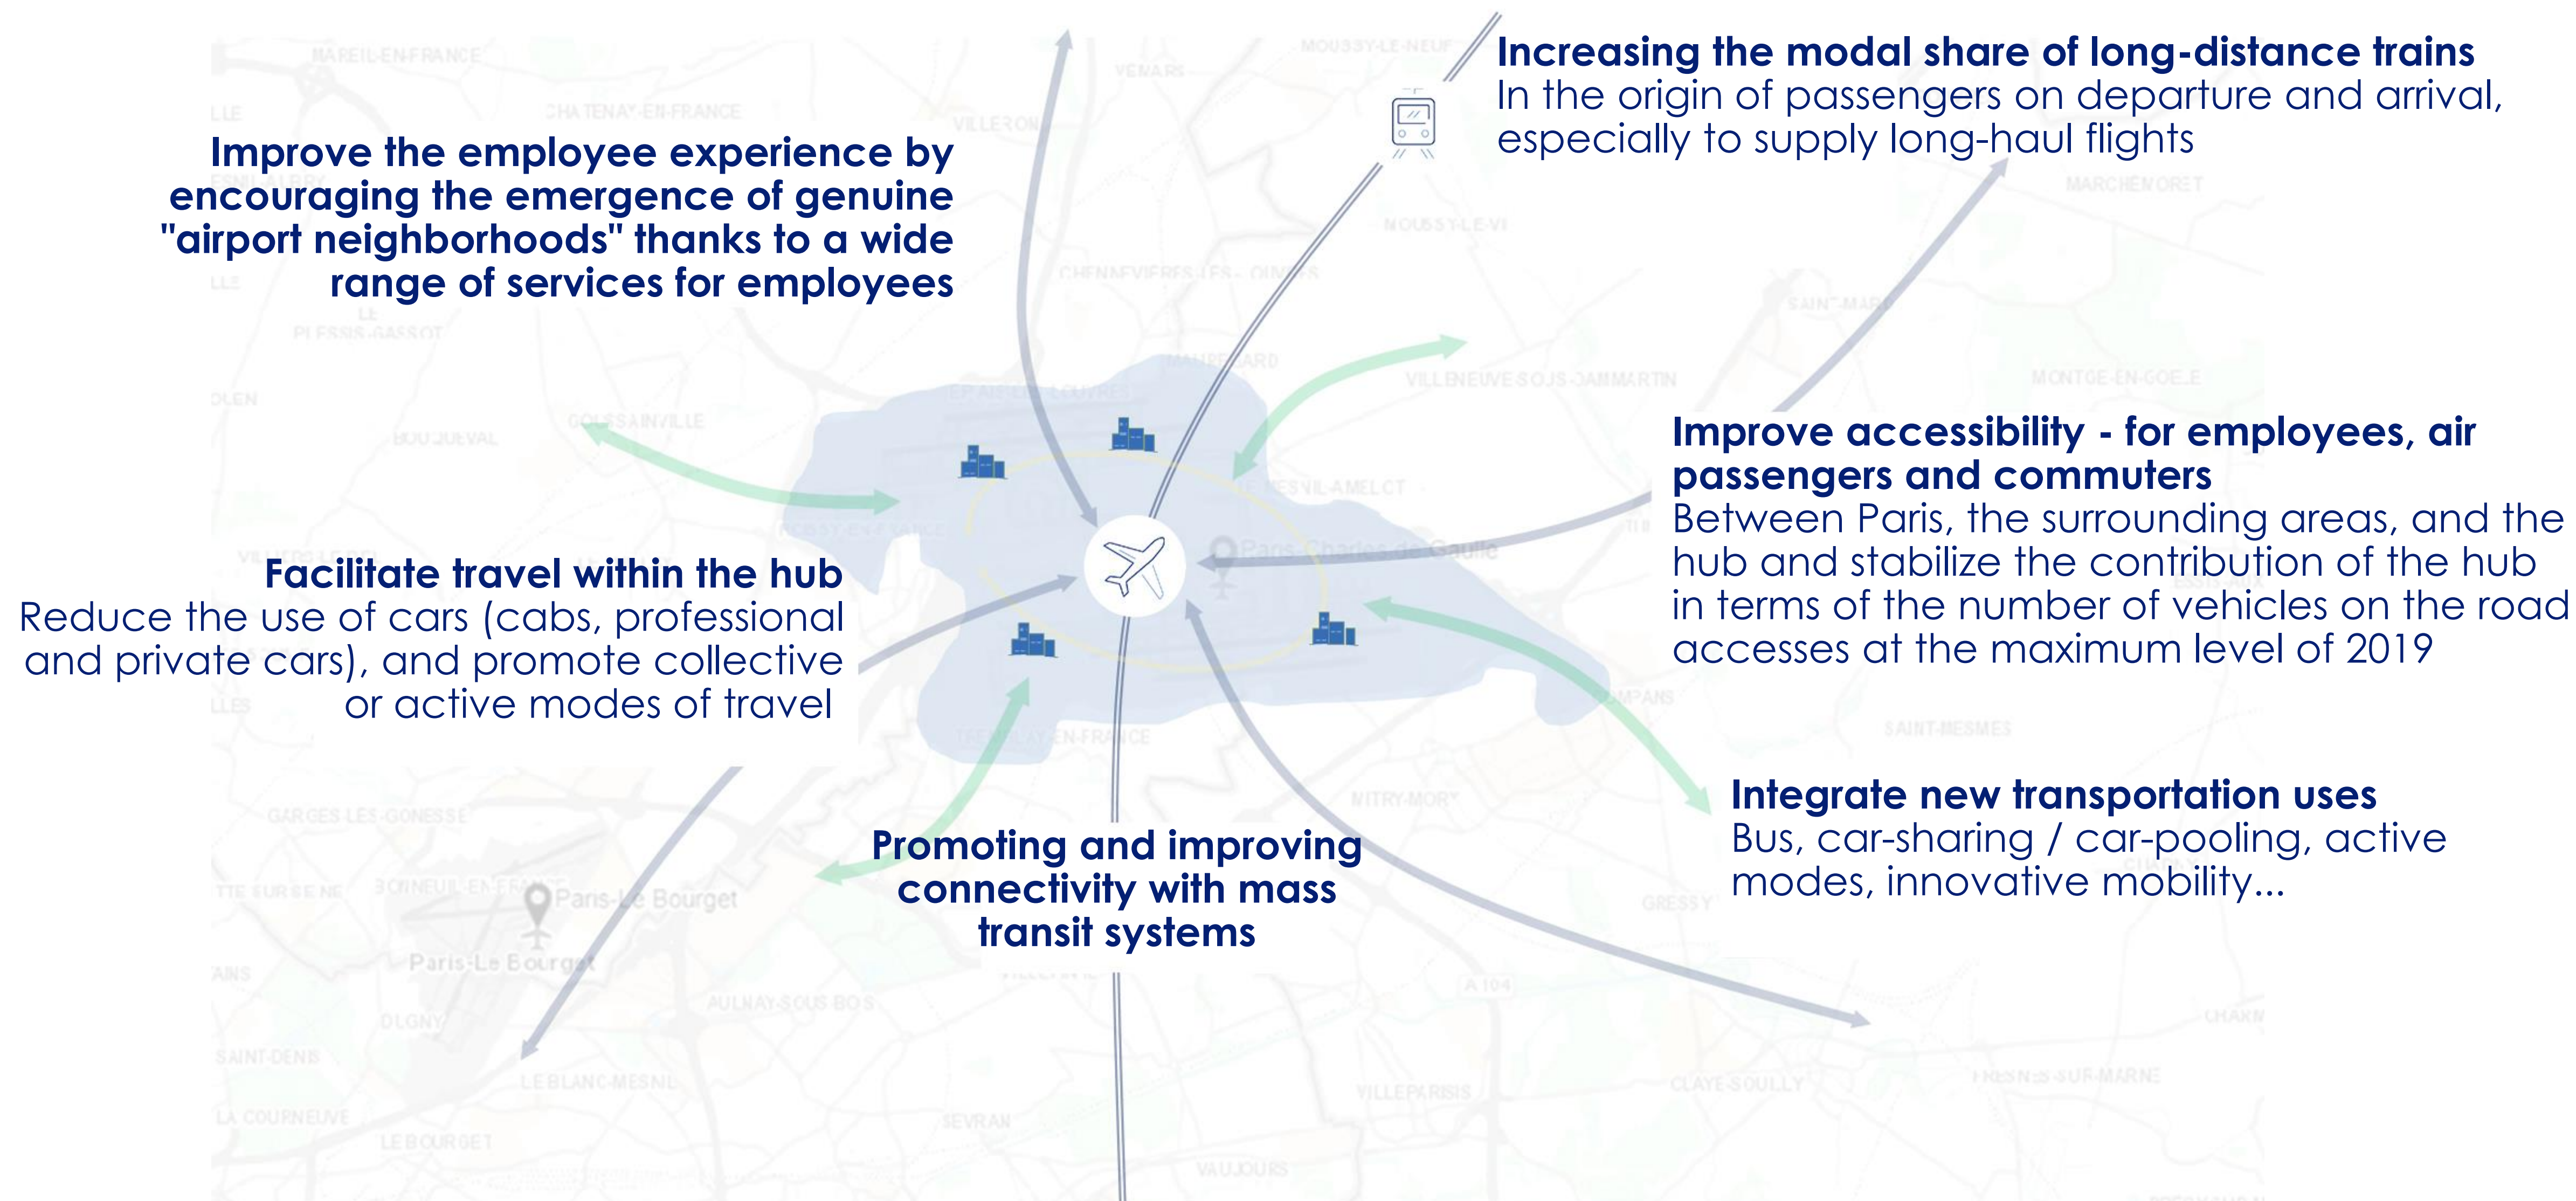 Increasing the modal share of long-distance trains
In the origin of passengers on departure and arrival,
especially to supply long-haul flights
Improve the employee experience by
encouraging the emergence of genuine
"airport neighborhoods" thanks to a wide
range of services for employees
Improve accessibility - for employees, air
passengers and commuters
Between Paris, the surrounding areas, and the
hub and stabilize the contribution of the hub
in terms of the number of vehicles on the road
accesses at the maximum level of 2019
Facilitate travel within the hub
Reduce the use of cars (cabs, professional
and private cars), and promote collective
or active modes of travel
Integrate new transportation uses
Bus, car-sharing / car-pooling, active
modes, innovative mobility...
Promoting and improving
connectivity with mass
transit systems
MAREIL-EN-FRANCE
CHATENAY-EN-FRANCE
VILLERON
VEMARS
MOUSSY-LE-NEUF
MARCHEMORET
LE
PLESSIS-GASSOT
GOUSSAINVILLE
BOUQUEVAL
Paris-Charles de Gaulle
SAINT-MESMES
MITRY-MORY
GARGES LES-GONESSE
Paris-Le Bourget
Paris-Le Bourget
AULNAY-SOUS BOIS
GRESSY
A 104
SAINT-DENIS
LE BLANC-MESNIL
VILLEPARISIS
CLAYE-SOUILLY
FRESNES-SUR-MARNE
LA COURNEUVE
LE BOURGET
SEVRAN
VAUJOURS